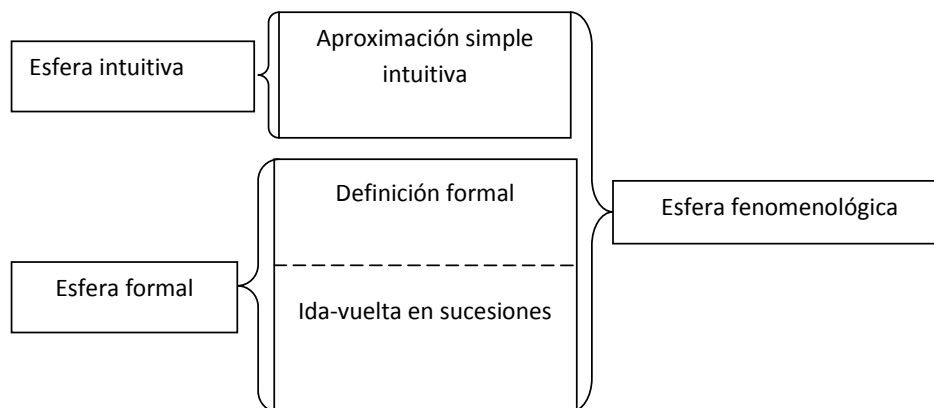 Esfera intuitiva
Aproximación simple
intuitiva
Definición formal
Esfera fenomenológica
Esfera formal
Ida-vuelta en sucesiones